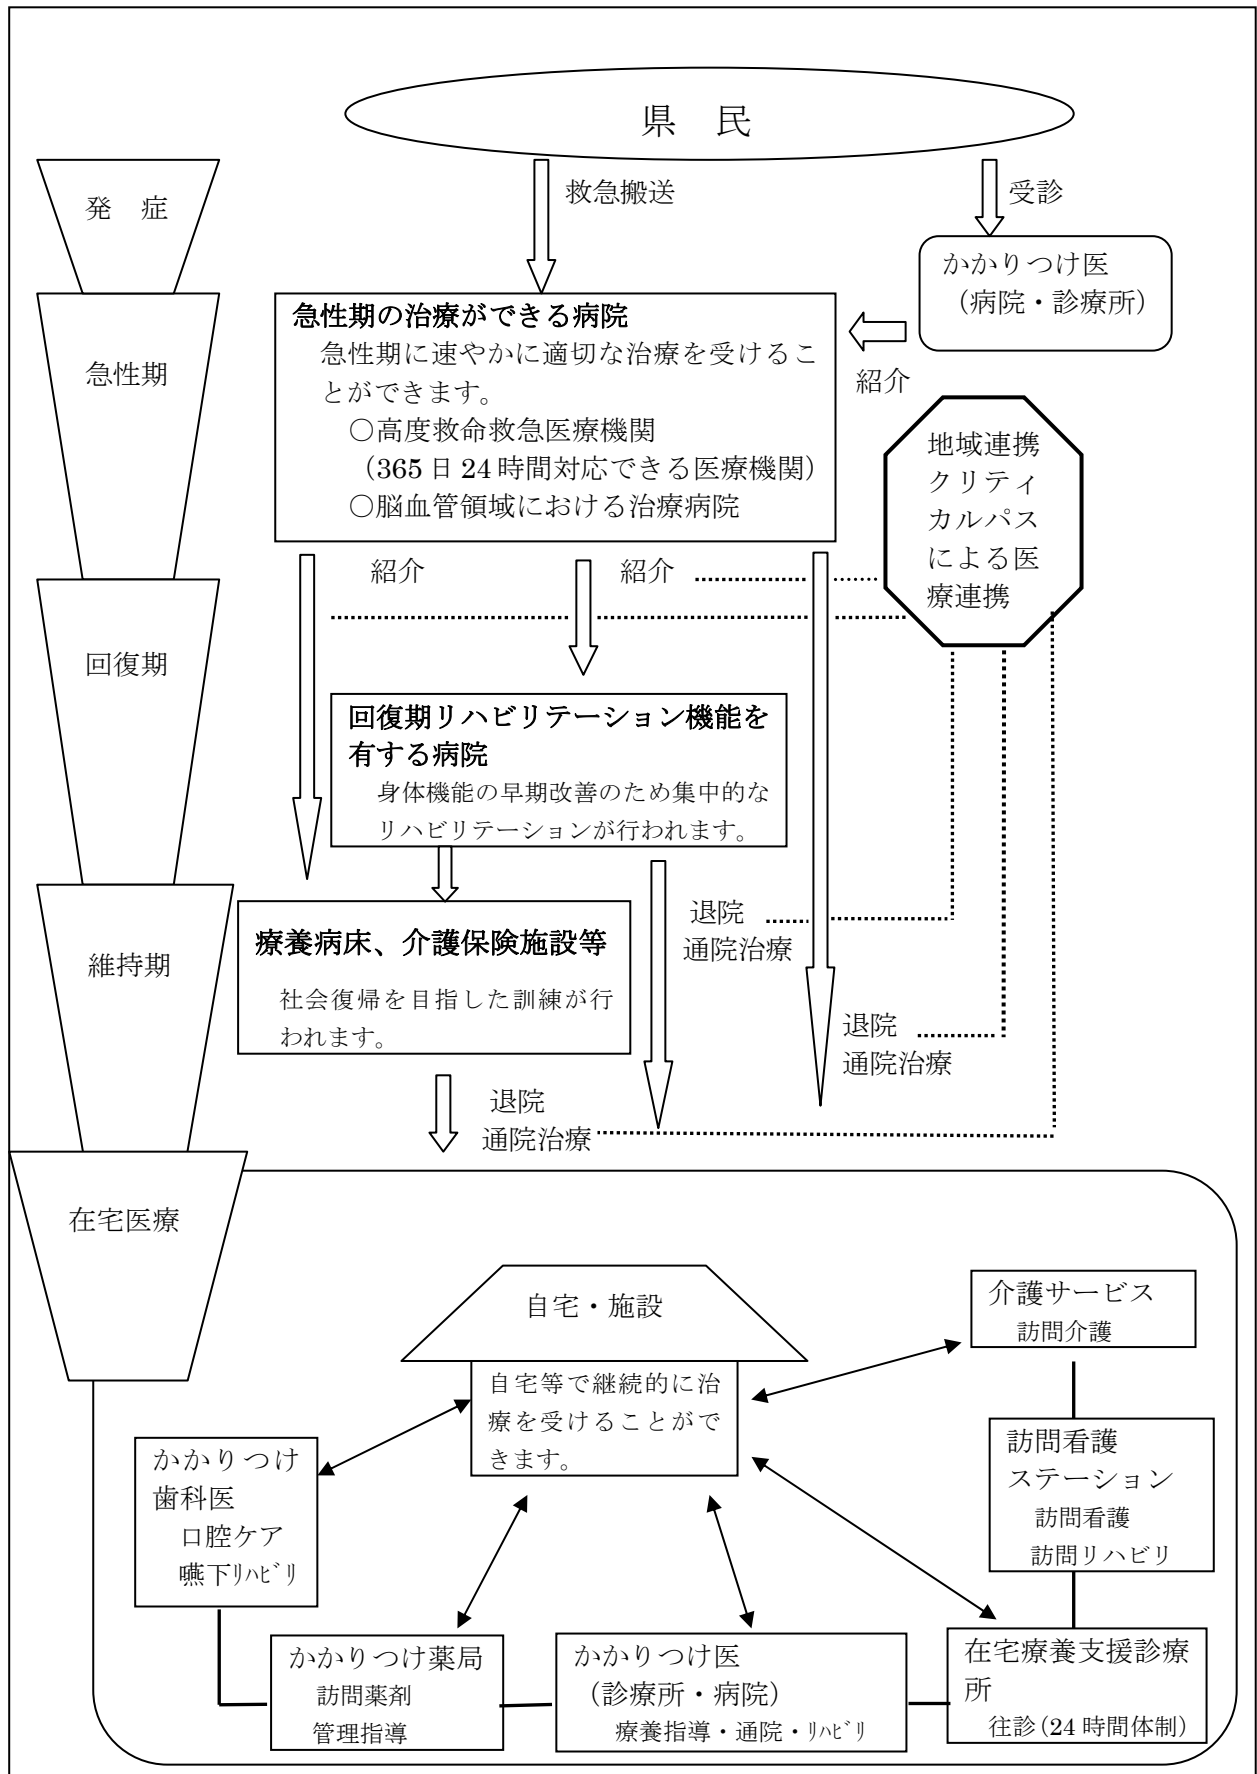 県　民
発　症
救急搬送
受診
かかりつけ医
（病院・診療所）
急性期の治療ができる病院
急性期に速やかに適切な治療を受けるこ
とができます。
○高度救命救急医療機関
（365日24時間対応できる医療機関）
○脳血管領域における治療病院
紹介
急性期
地域連携
クリティ
カルパス
による医
療連携
紹介
紹介
回復期
回復期リハビリテーション機能を
有する病院
身体機能の早期改善のため集中的な
リハビリテーションが行われます。
維持期
療養病床、介護保険施設等
社会復帰を目指した訓練が行
われます。
退院
通院治療
退院
通院治療
退院
通院治療
在宅医療
自宅・施設
自宅等で継続的に治
療を受けることがで
きます。
介護サービス
訪問介護
訪問看護
ステーション
訪問看護
訪問リハビリ
かかりつけ
歯科医
口腔ケア
嚥下ﾘﾊﾋﾞﾘ
かかりつけ薬局
訪問薬剤
管理指導
かかりつけ医
（診療所・病院）
療養指導・通院・ﾘﾊﾋﾞﾘ
在宅療養支援診療
所
往診（24時間体制）